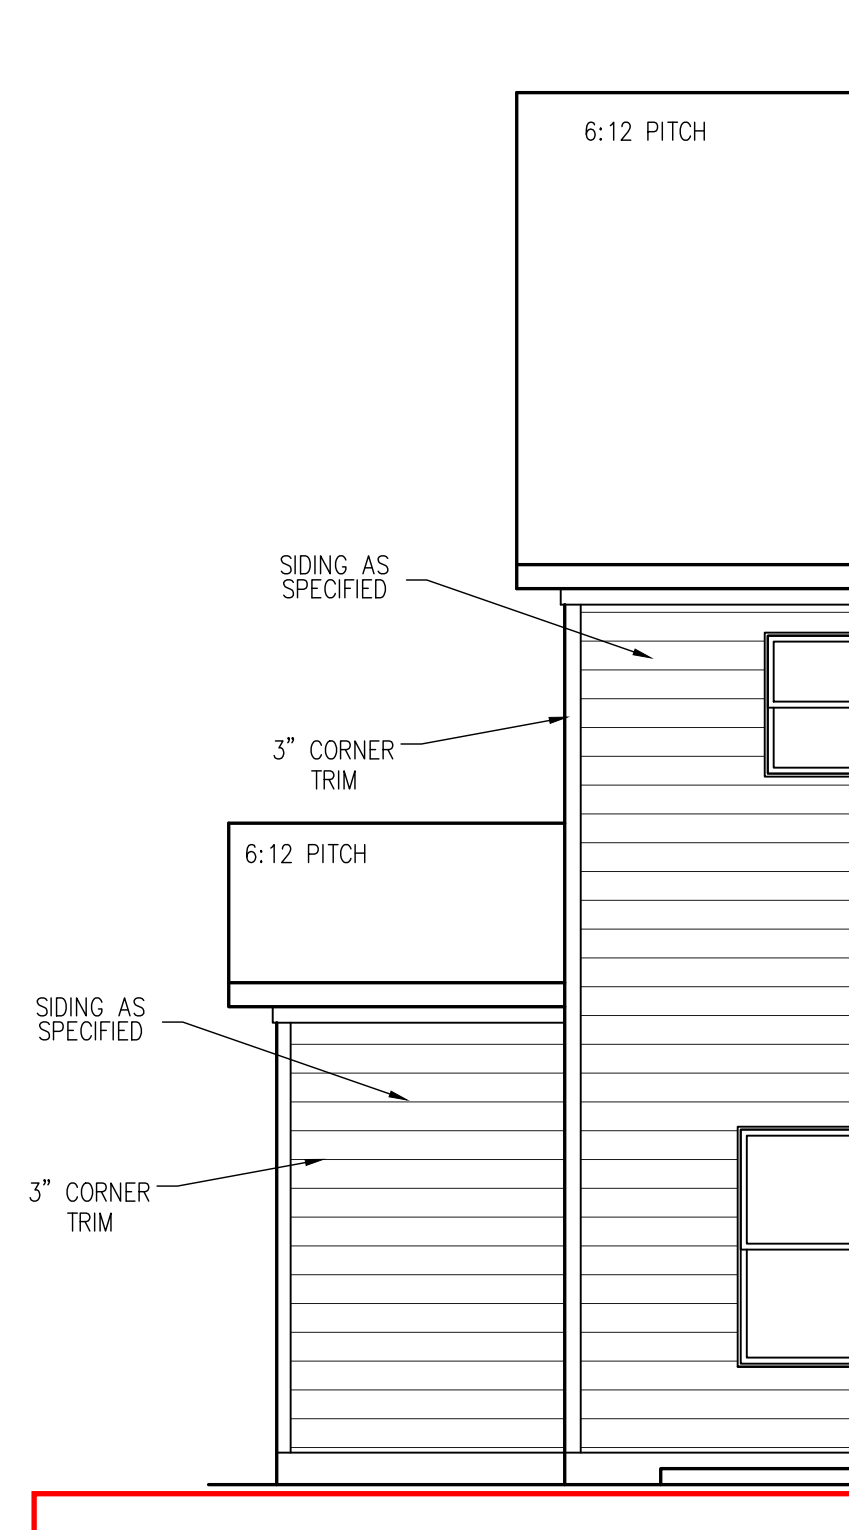 6:12 PITCH
SIDING AS
SPECIFIED
3" CORNER
TRIM
6:12 PITCH
SIDING AS
SPECIFIED
3" CORNER
TRIM